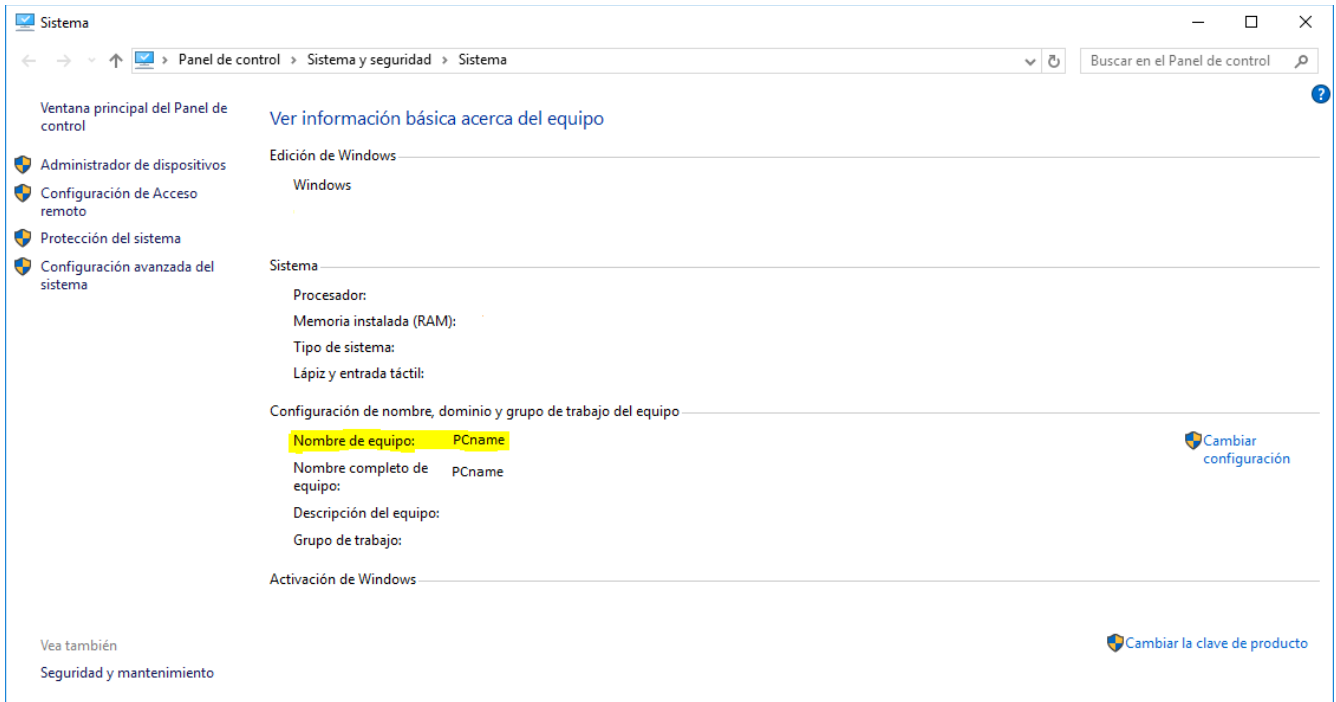 Sistema
Panel de control > Sistema y seguridad > Sistema
Buscar en el Panel de control
Ventana principal del Panel de
control
Administrador de dispositivos
Configuración de Acceso
remoto
Protección del sistema
Configuración avanzada del
sistema
Vea también
Seguridad y mantenimiento
Ver información básica acerca del equipo
Edición de Windows
Windows
Sistema
Procesador:
Memoria instalada (RAM):
Tipo de sistema:
Lápiz y entrada táctil:
Configuración de nombre, dominio y grupo de trabajo del equipo
Nombre de equipo: PCname
Nombre completo de PCname
equipo:
Descripción del equipo:
Grupo de trabajo:
Cambiar
configuración
Activación de Windows
Cambiar la clave de producto